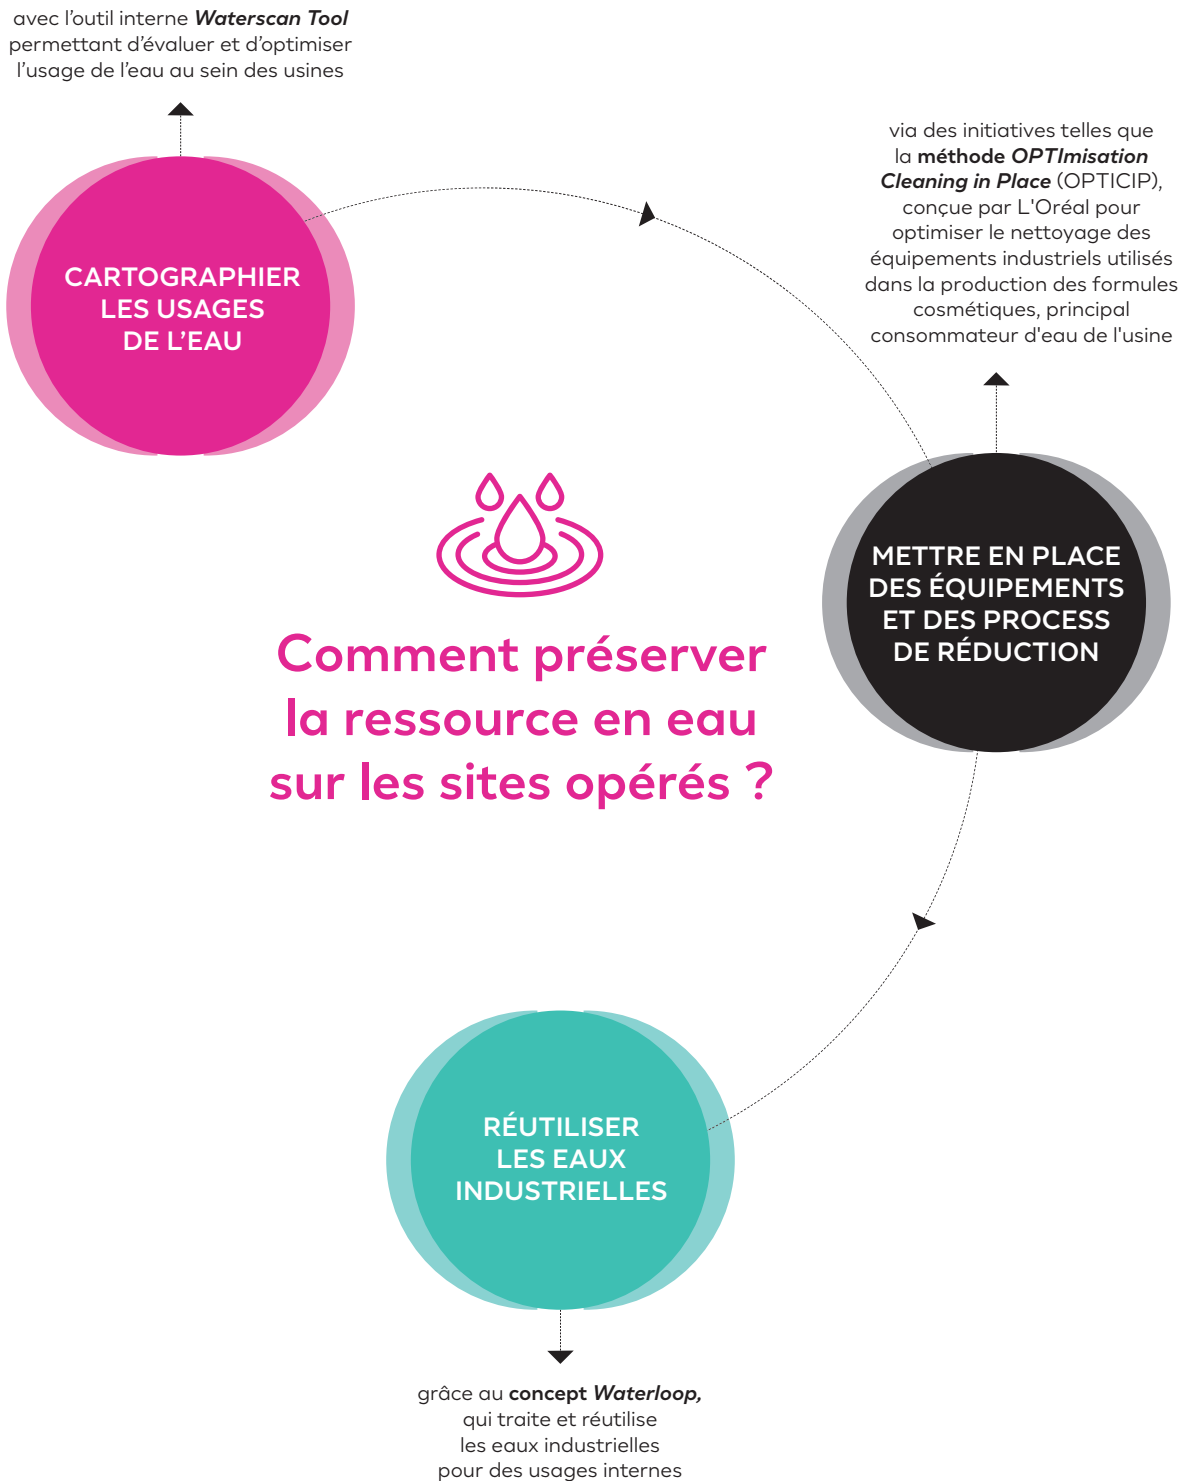 avec l’outil interne Waterscan Tool
permettant d’évaluer et d’optimiser
l’usage de l’eau au sein des usines
CARTOGRAPHIER
LES USAGES
DE L’EAU
via des initiatives telles que
la méthode OPTImisation
Cleaning in Place (OPTICIP),
conçue par L'Oréal pour
optimiser le nettoyage des
équipements industriels utilisés
dans la production des formules
cosmétiques, principal
consommateur d'eau de l'usine
METTRE EN PLACE
DES ÉQUIPEMENTS
ET DES PROCESS
DE RÉDUCTION
Comment préserver
la ressource en eau
sur les sites opérés ?
RÉUTILISER
LES EAUX
INDUSTRIELLES
grâce au concept Waterloop,
qui traite et réutilise
les eaux industrielles
pour des usages internes